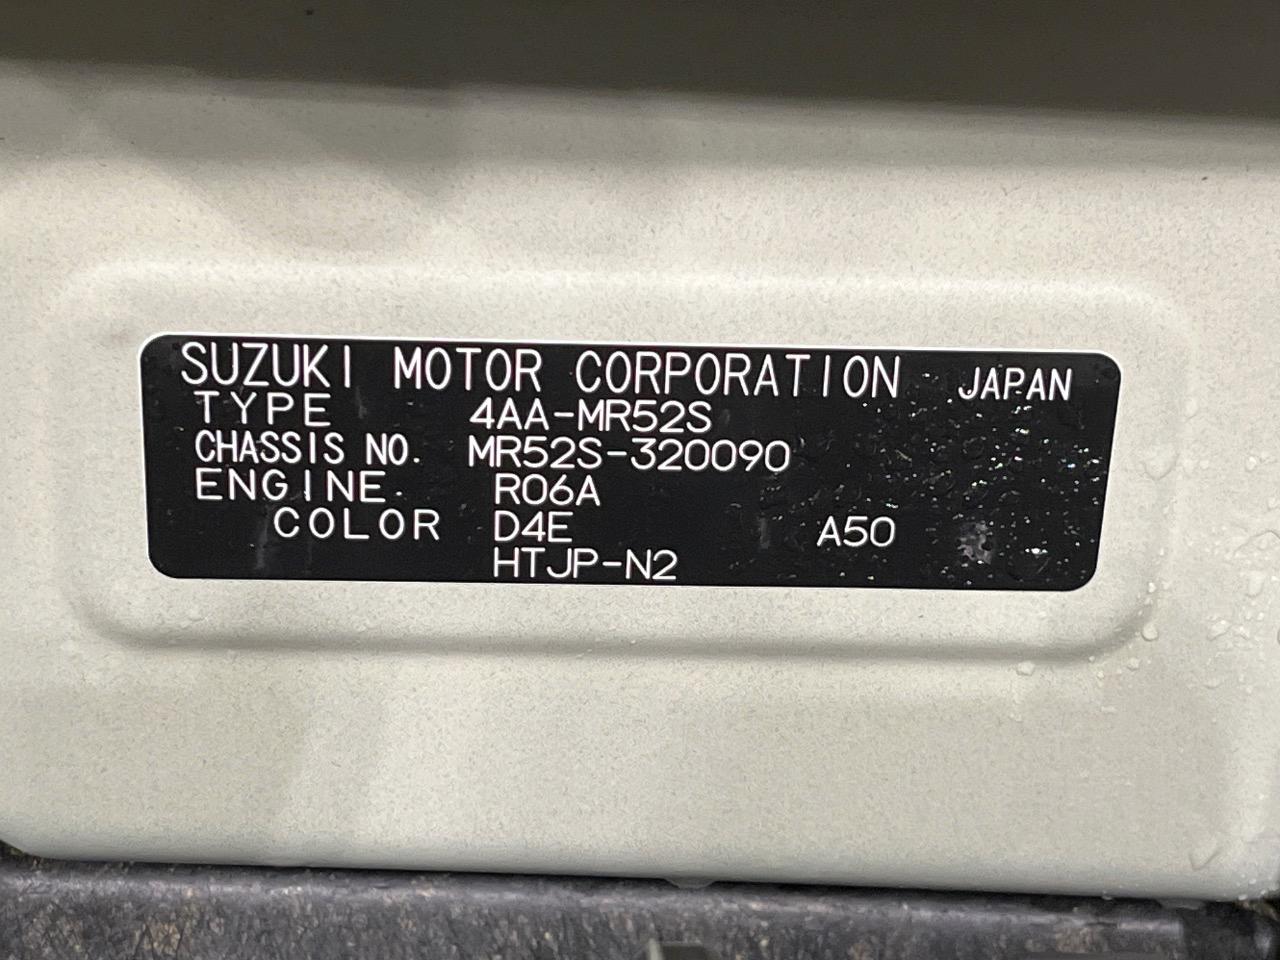 SUZUKI MOTOR CORPORATION JAPAN
TYPE 4AA-MR52S
CHASSIS NO. MR52S-320090
ENGINE R06A
COLOR D4E A50
HTJP-N2